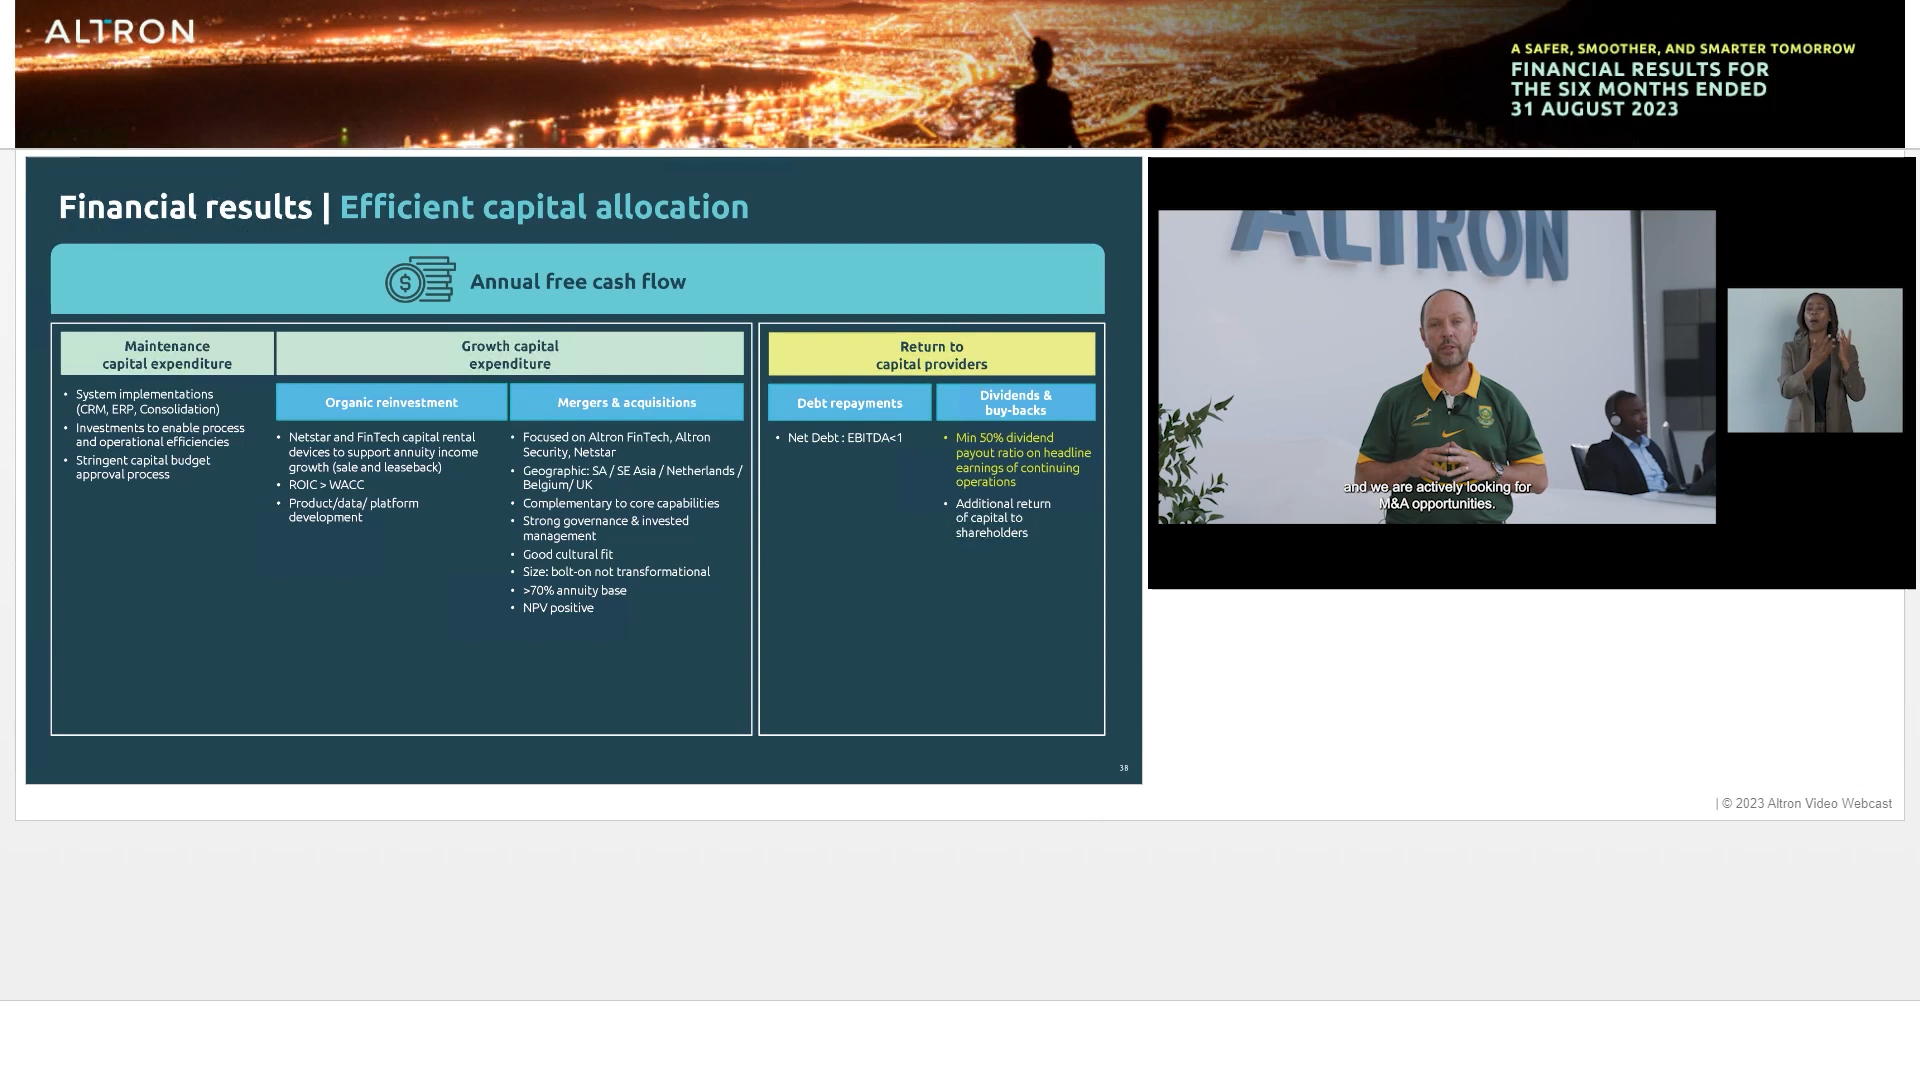 ALTRON
A SAFER, SMOOTHER, AND SMARTER TOMORROW
FINANCIAL RESULTS FOR
THE SIX MONTHS ENDED
31 AUGUST 2023
Financial results | Efficient capital allocation
$
Annual free cash flow
Maintenance
capital expenditure
• System implementations
(CRM, ERP, Consolidation)
• Investments to enable process
and operational efficiencies
• Stringent capital budget
approval process
Growth capital
expenditure
Organic reinvestment
• Netstar and FinTech capital rental
devices to support annuity income
growth (sale and leaseback)
• ROIC > WACC
• Product/data/ platform
development
Mergers & acquisitions
• Focused on Altron FinTech, Altron
Security, Netstar
• Geographic: SA / SE Asia / Netherlands /
Belgium/ UK
• Complementary to core capabilities
• Strong governance & invested
management
• Good cultural fit
• Size: bolt-on not transformational
• >70% annuity base
• NPV positive
Return to
capital providers
Debt repayments
• Net Debt : EBITDA<1
Dividends &
buy-backs
• Min 50% dividend
payout ratio on headline
earnings of continuing
operations
• Additional return
of capital to
shareholders
38
ALTRON
and we are actively looking for
M&A opportunities.
| © 2023 Altron Video Webcast